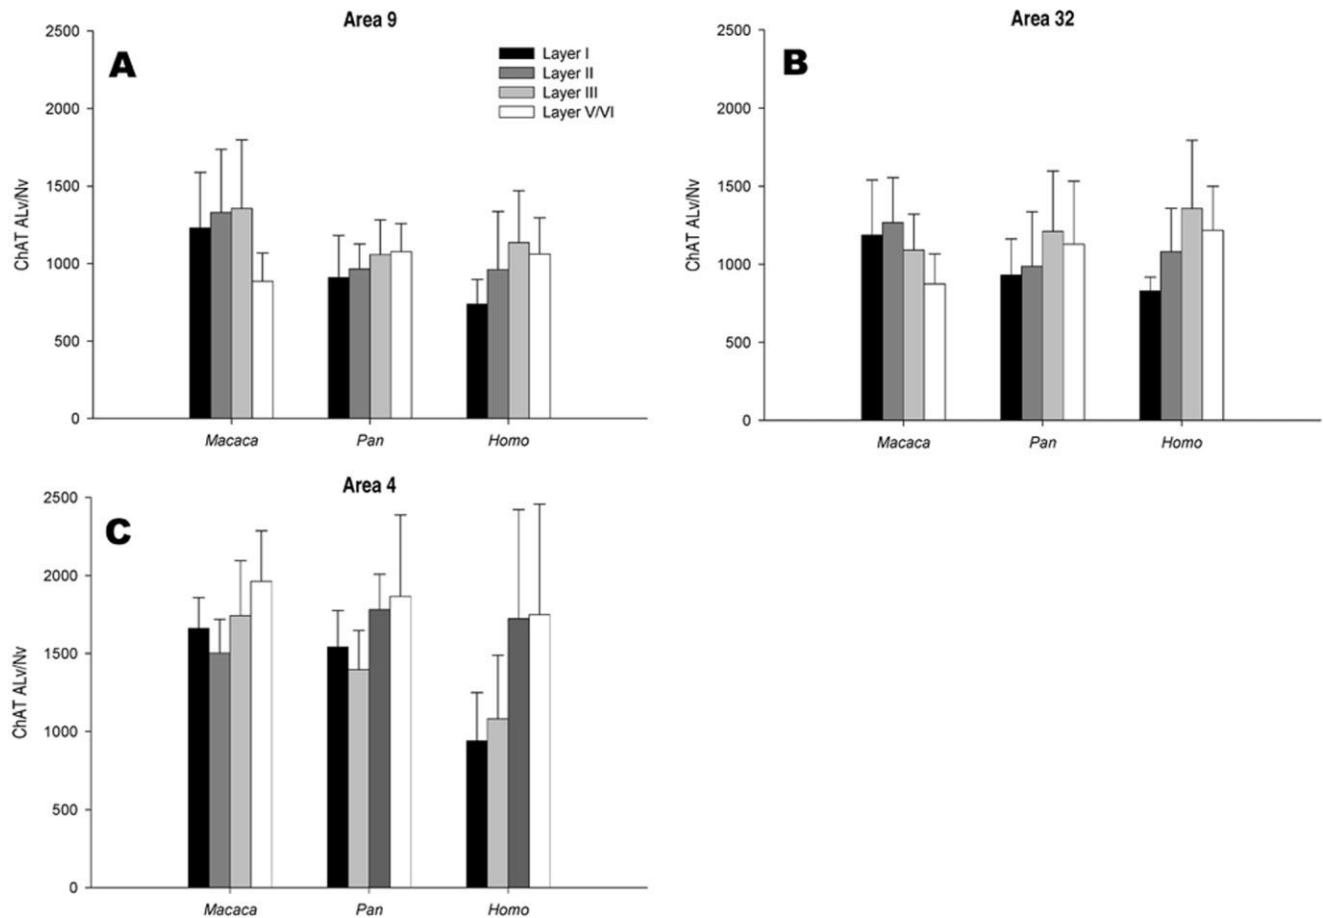 Area 9
A
Layer I
Layer II
Layer III
Layer V/VI
ChAT ALv/Nv
2500
2000
1500
1000
500
0
Macaca Pan Homo
Area 32
B
ChAT ALv/Nv
2500
2000
1500
1000
500
0
Macaca Pan Homo
Area 4
C
ChAT ALv/Nv
2500
2000
1500
1000
500
0
Macaca Pan Homo